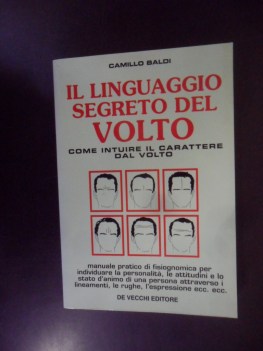 CAMILLO BALDI
IL LINGUAGGIO
SEGRETO DEL
VOLTO
COME INTUIRE IL CARATTERE
DAL VOLTO
manuale pratico di fisiognomica per
individuare la personalità, le attitudini e lo
stato d'animo di una persona attraverso i
lineamenti, le rughe, l'espressione ecc. ecc.
DE VECCHI EDITORE